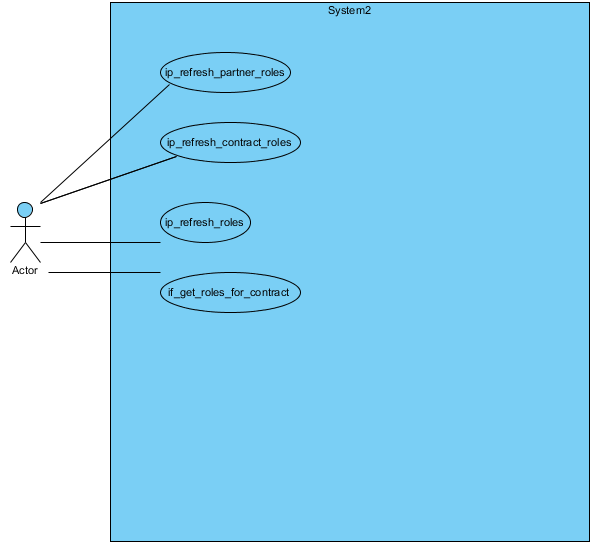 System2
ip_refresh_partner_roles
ip_refresh_contract_roles
ip_refresh_roles
Actor
if_get_roles_for_contract